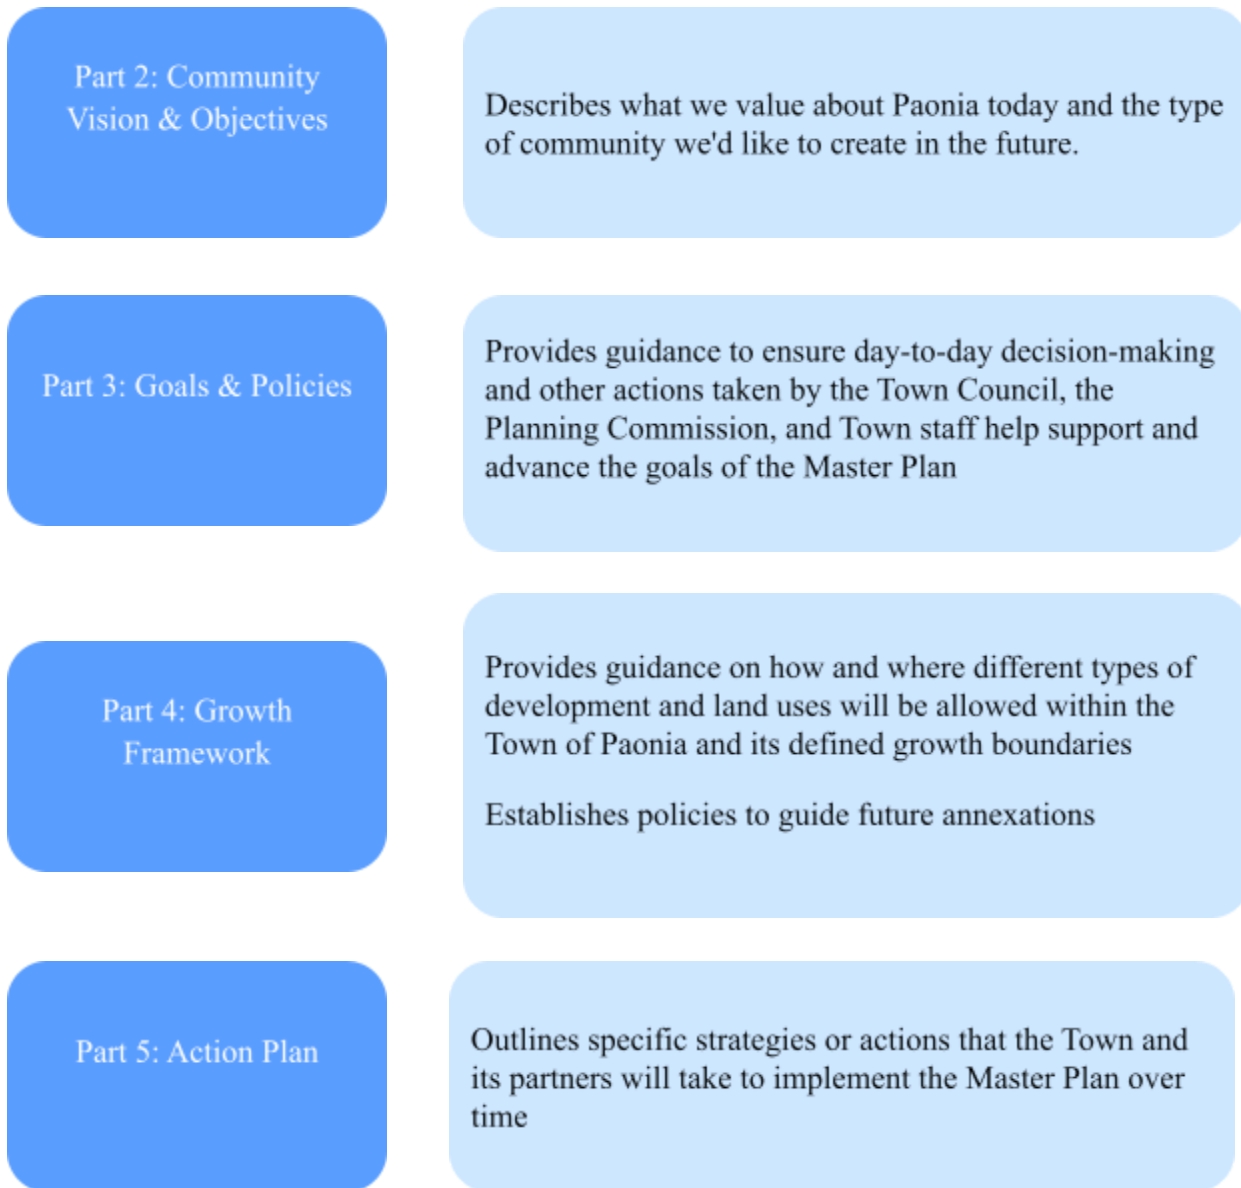 Part 2: Community
Vision & Objectives
Describes what we value about Paonia today and the type
of community we'd like to create in the future.
Part 3: Goals & Policies
Provides guidance to ensure day-to-day decision-making
and other actions taken by the Town Council, the
Planning Commission, and Town staff help support and
advance the goals of the Master Plan
Part 4: Growth
Framework
Provides guidance on how and where different types of
development and land uses will be allowed within the
Town of Paonia and its defined growth boundaries
Establishes policies to guide future annexations
Part 5: Action Plan
Outlines specific strategies or actions that the Town and
its partners will take to implement the Master Plan over
time